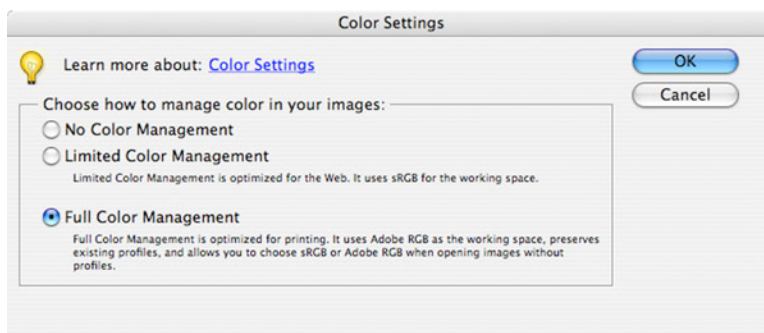 Color Settings
Learn more about: Color Settings
OK
Cancel
Choose how to manage color in your images:
No Color Management
Limited Color Management
Limited Color Management is optimized for the Web. It uses sRGB for the working space.
Full Color Management
Full Color Management is optimized for printing. It uses Adobe RGB as the working space, preserves
existing profiles, and allows you to choose sRGB or Adobe RGB when opening images without
profiles.